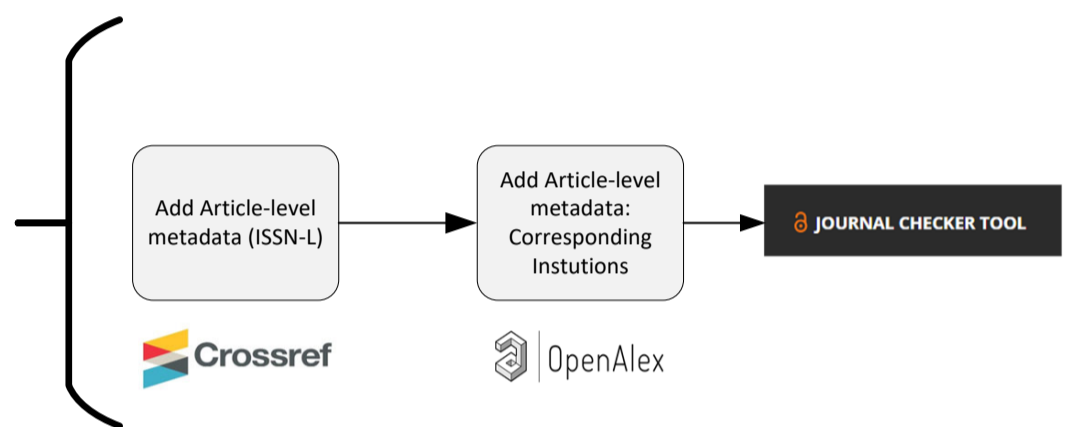 Add Article-level
metadata (ISSN-L)
Add Article-level
metadata:
Corresponding
Instutions
JOURNAL CHECKER TOOL
Crossref
OpenAlex